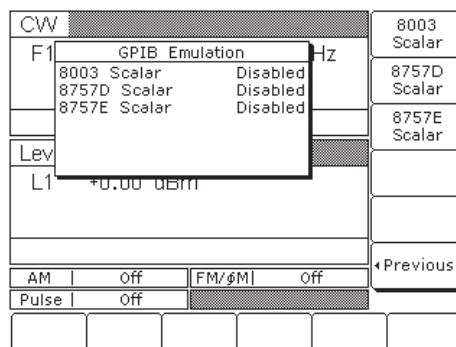 CW
F1
Hz
GPIB Emulation
8003 Scalar Disabled
8757D Scalar Disabled
8757E Scalar Disabled
Lev
L1 +0.00 dBm
AM | Off
FM/ϕM| Off
Pulse | Off
8003
Scalar
8757D
Scalar
8757E
Scalar
◂Previous